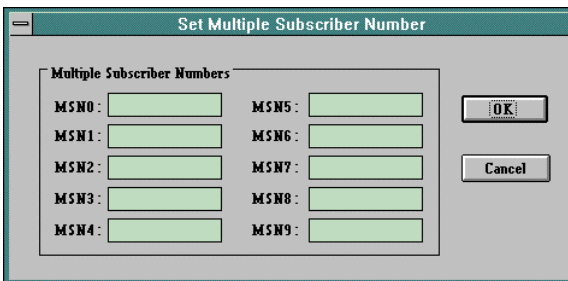 Set Multiple Subscriber Number
Multiple Subscriber Numbers
MSN0: MSN5: OK
MSN1: MSN6:
MSN2: MSN7: Cancel
MSN3: MSN8:
MSN4: MSN9: